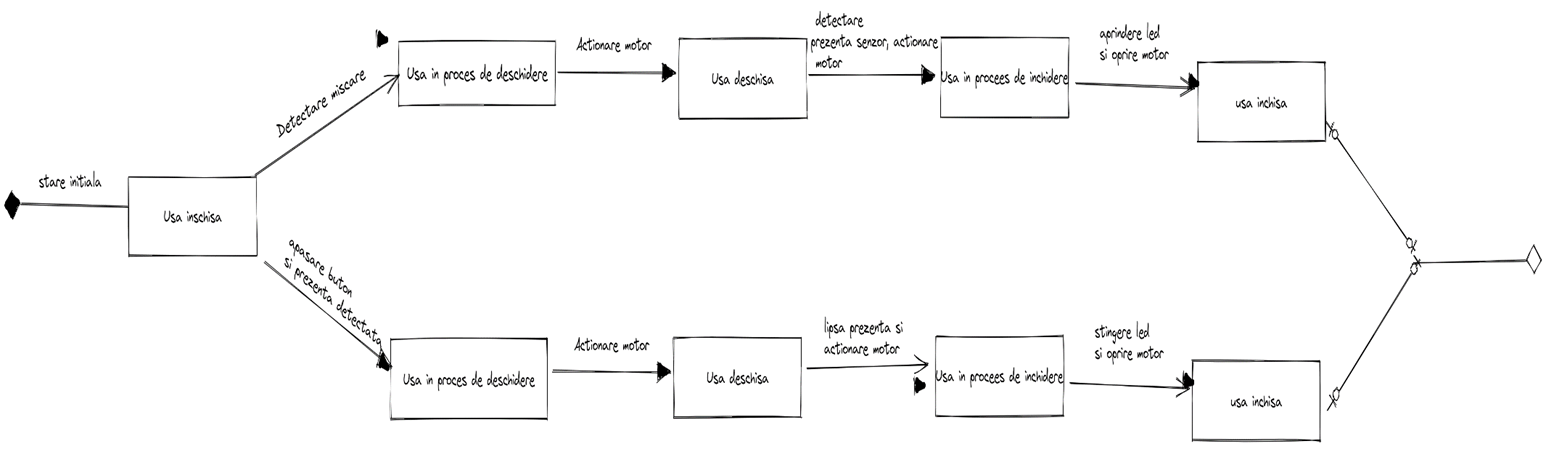 detectare
prezenta senzor, actionare
motor
aprindere led
si oprire motor
Actionare motor
Usa in proces de deschidere
Usa deschisa
Usa in procees de inchidere
usa inchisa
Detectare miscare
stare initiala
Usa inschisa
apasare buton
si prezenta detectata
Actionare motor
lipsa prezenta si
actionare motor
stingere led
si oprire motor
Usa in proces de deschidere
Usa deschisa
Usa in procees de inchidere
usa inchisa